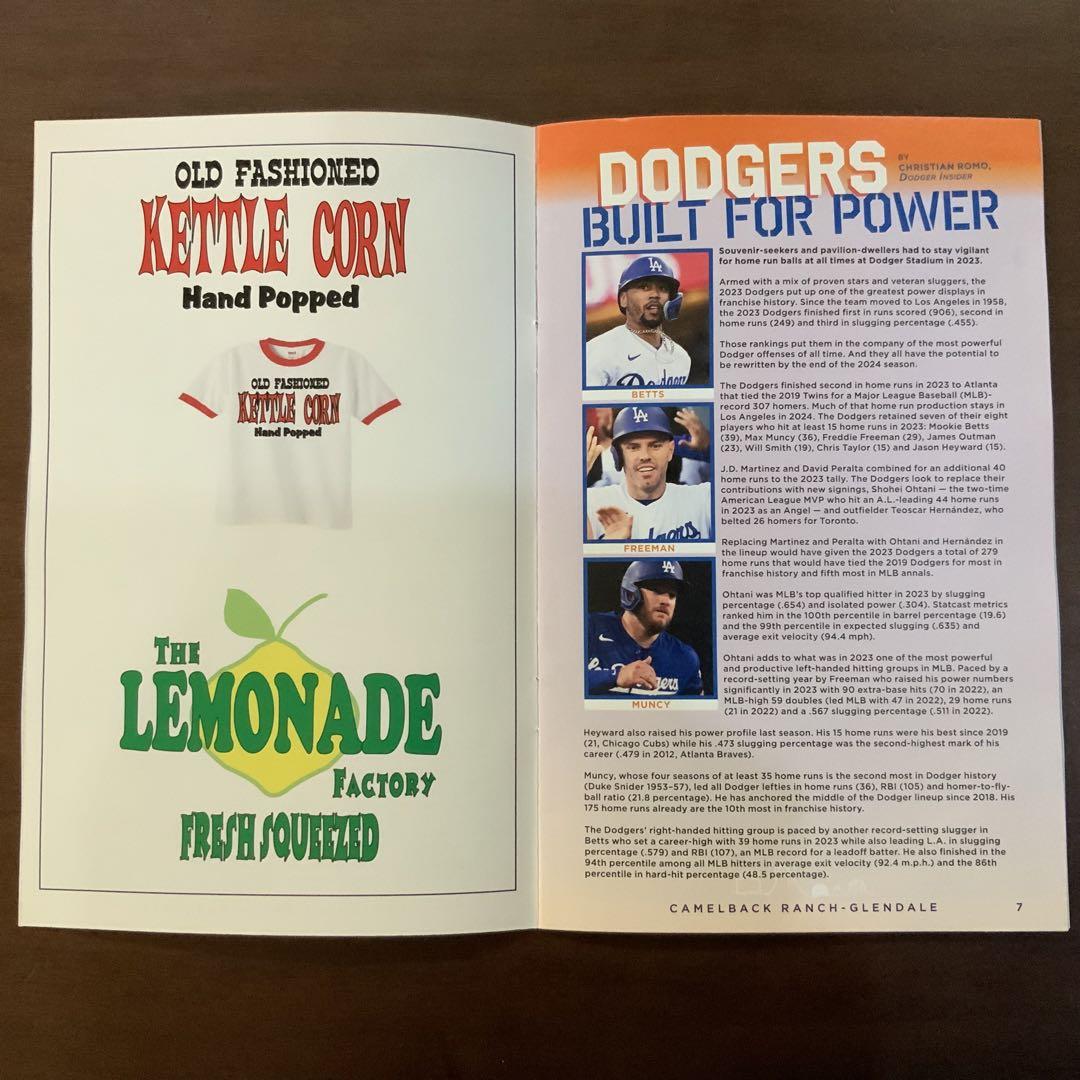 OLD FASHIONED
KETTLE CORN
Hand Popped
OLD FASHIONED
KETTLE CORN
Hand Popped
THE
LEMONADE
FACTORY
FRESH SQUEEZED
DODGERS
BY
CHRISTIAN ROMO,
DODGER INSIDER
BUILT FOR POWER
LA
Dodgers
BETTS
LA
FREEMAN
LA
Dodgers
MUNCY
Souvenir-seekers and pavilion-dwellers had to stay vigilant
for home run balls at all times at Dodger Stadium in 2023.
Armed with a mix of proven stars and veteran sluggers, the
2023 Dodgers put up one of the greatest power displays in
franchise history. Since the team moved to Los Angeles in 1958,
the 2023 Dodgers finished first in runs scored (906), second in
home runs (249) and third in slugging percentage (.455).
Those rankings put them in the company of the most powerful
Dodger offenses of all time. And they all have the potential to
be rewritten by the end of the 2024 season.
The Dodgers finished second in home runs in 2023 to Atlanta
that tied the 2019 Twins for a Major League Baseball (MLB)-
record 307 homers. Much of that home run production stays in
Los Angeles in 2024. The Dodgers retained seven of their eight
players who hit at least 15 home runs in 2023: Mookie Betts
(39), Max Muncy (36), Freddie Freeman (29), James Outman
(23), Will Smith (19), Chris Taylor (15) and Jason Heyward (15).
J.D. Martinez and David Peralta combined for an additional 40
home runs to the 2023 tally. The Dodgers look to replace their
contributions with new signings, Shohei Ohtani — the two-time
American League MVP who hit an A.L.-leading 44 home runs
in 2023 as an Angel — and outfielder Teoscar Hernández, who
belted 26 homers for Toronto.
Replacing Martinez and Peralta with Ohtani and Hernández in
the lineup would have given the 2023 Dodgers a total of 279
home runs that would have tied the 2019 Dodgers for most in
franchise history and fifth most in MLB annals.
Ohtani was MLB's top qualified hitter in 2023 by slugging
percentage (.654) and isolated power (.304). Statcast metrics
ranked him in the 100th percentile in barrel percentage (19.6)
and the 99th percentile in expected slugging (.635) and
average exit velocity (94.4 mph).
Ohtani adds to what was in 2023 one of the most powerful
and productive left-handed hitting groups in MLB. Paced by a
record-setting year by Freeman who raised his power numbers
significantly in 2023 with 90 extra-base hits (70 in 2022), an
MLB-high 59 doubles (led MLB with 47 in 2022), 29 home runs
(21 in 2022) and a .567 slugging percentage (.511 in 2022).
Heyward also raised his power profile last season. His 15 home runs were his best since 2019
(21, Chicago Cubs) while his .473 slugging percentage was the second-highest mark of his
career (.479 in 2012, Atlanta Braves).
Muncy, whose four seasons of at least 35 home runs is the second most in Dodger history
(Duke Snider 1953–57), led all Dodger lefties in home runs (36), RBI (105) and homer-to-fly-
ball ratio (21.8 percentage). He has anchored the middle of the Dodger lineup since 2018. His
175 home runs already are the 10th most in franchise history.
The Dodgers' right-handed hitting group is paced by another record-setting slugger in
Betts who set a career-high with 39 home runs in 2023 while also leading L.A. in slugging
percentage (.579) and RBI (107), an MLB record for a leadoff batter. He also finished in the
94th percentile among all MLB hitters in average exit velocity (92.4 m.p.h.) and the 86th
percentile in hard-hit percentage (48.5 percentage).
CAMELBACK RANCH-GLENDALE 7